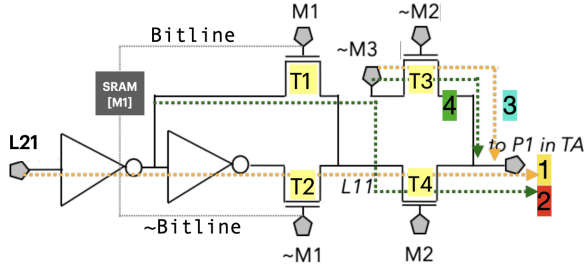 M1
~M2
Bitline
~M3
SRAM
[M1]
T1
T3
4
3
L21
to P1 in TA
1
T2
L11
T4
2
~Bitline
~M1
M2